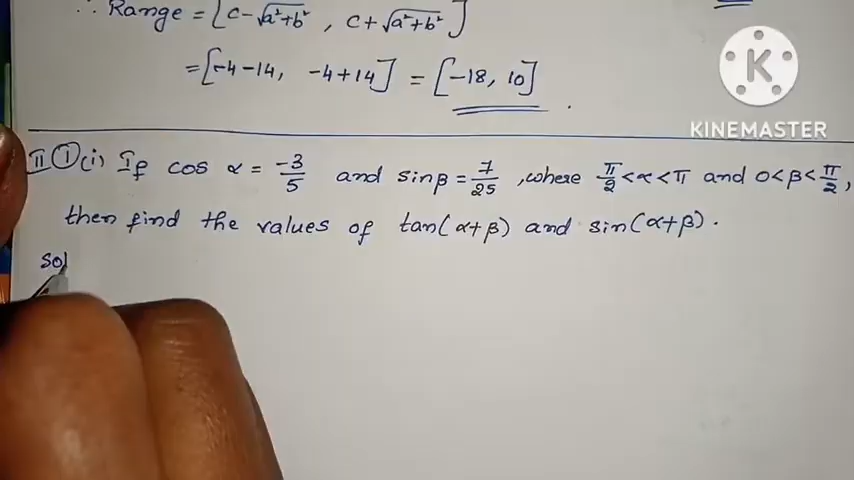 ∴ Range = [c-√a²+b² , c+√a²+b²]
= [-4-14, -4+14] = [-18, 10] .
K
KINEMASTER
II ① (i) If cos α = -3/5 and sinβ = 7/25 , where π/2 < α < π and 0 < β < π/2 ,
then find the values of tan(α+β) and sin(α+β) .
Sol